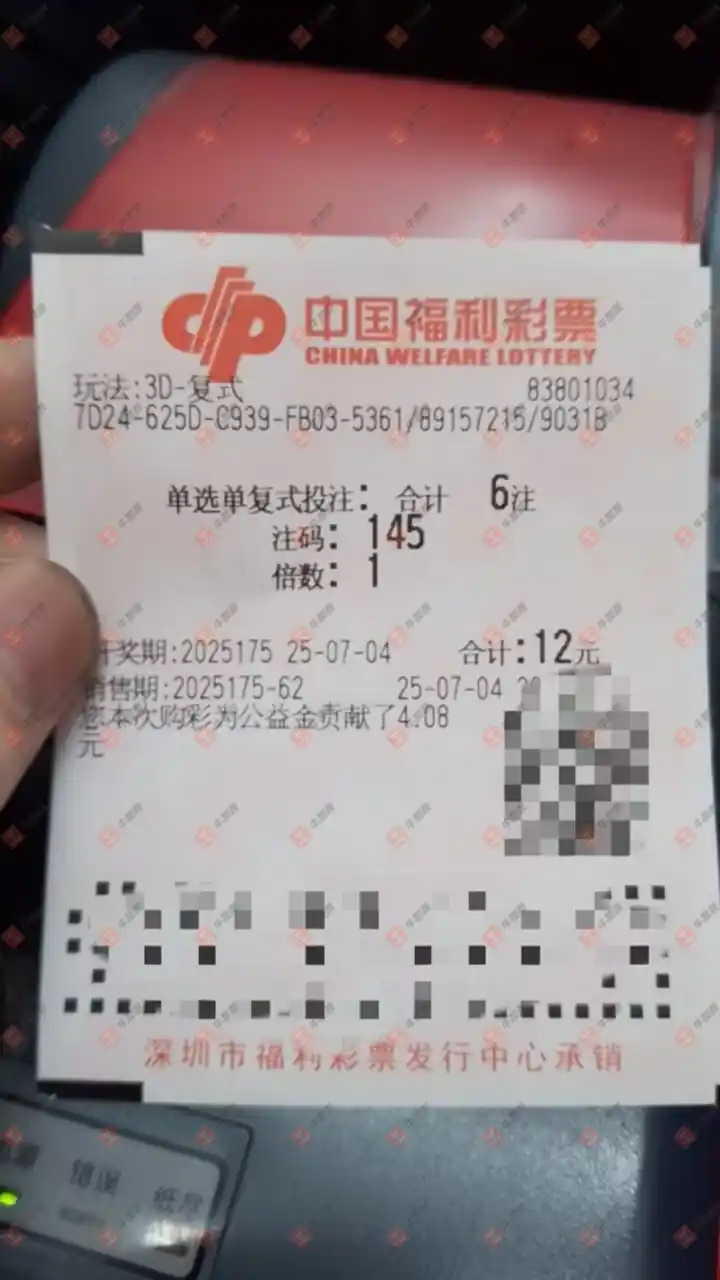 中国福利彩票
CHINA WELFARE LOTTERY
玩法:3D-复式 83801034
7D24-625D-C939-FB03-5361/89157215/9031B
单选单复式投注: 合计 6注
注码: 145
倍数: 1
开奖期:2025175 25-07-04 合计:12元
销售期:2025175-62 25-07-04
您本次购彩为公益金贡献了4.08
元
深圳市福利彩票发行中心承销
错误